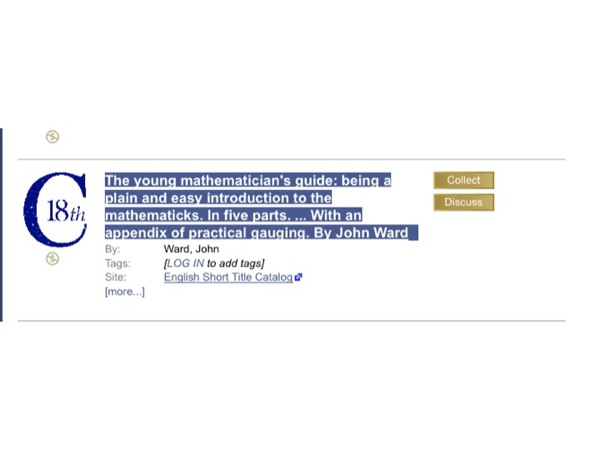 The young mathematician's guide: being a
plain and easy introduction to the
mathematicks. In five parts. ... With an
appendix of practical gauging. By John Ward
Collect
Discuss
C 18th
By: Ward, John
Tags: [LOG IN to add tags]
Site: English Short Title Catalog
[more...]